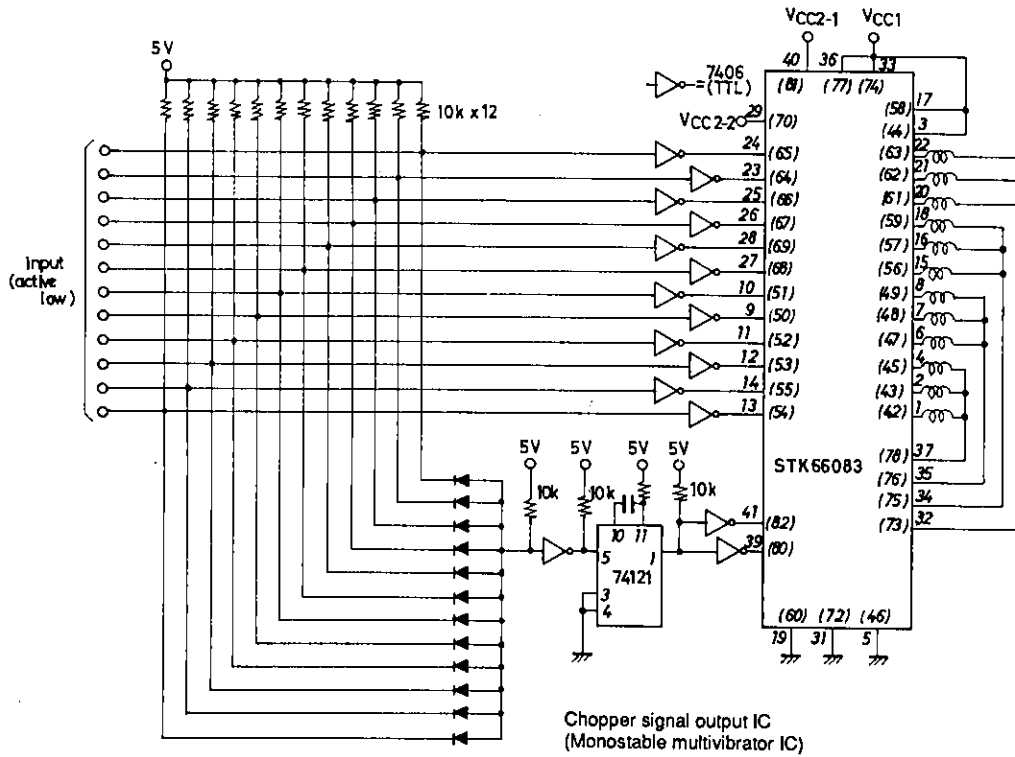 VCC2-1 VCC1
5V
40 36 33
7406
(TTL)
(81) (77) (74)
10k x 12
(58) 17
VCC2-2 29 (70)
(44) 3
24 (65) (63) 22
23 (64) (62) 21
25 (66) (61) 20
26 (67) (59) 18
28 (69) (57) 16
27 (68) (56) 15
Input
(active
low)
10 (51) (49) 8
9 (50) (48) 7
11 (52) (47) 6
12 (53) (45) 4
14 (55) (43) 2
13 (54) (42) 1
5V 5V 5V 5V
STK66083
(78) 37
(76) 35
10k 10k 10k
(75) 34
41 (82) (73) 32
10 11
39 (80)
5 1
74121
3
4
(60) (72) (46)
19 31 5
Chopper signal output IC
(Monostable multivibrator IC)